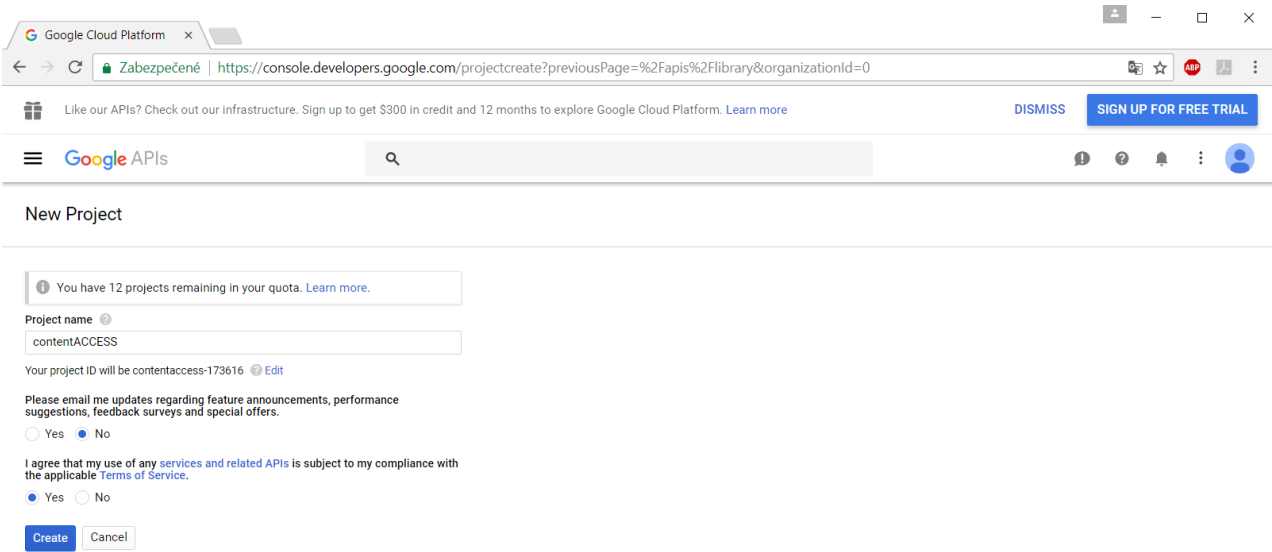 Google Cloud Platform
Zabezpečené https://console.developers.google.com/projectcreate?previousPage=%2Fapis%2Flibrary&organizationId=0
ABP
Like our APIs? Check out our infrastructure. Sign up to get $300 in credit and 12 months to explore Google Cloud Platform. Learn more DISMISS SIGN UP FOR FREE TRIAL
Google APIs
New Project
You have 12 projects remaining in your quota. Learn more.
Project name
contentACCESS
Your project ID will be contentaccess-173616 Edit
Please email me updates regarding feature announcements, performance
suggestions, feedback surveys and special offers.
Yes No
I agree that my use of any services and related APIs is subject to my compliance with
the applicable Terms of Service.
Yes No
Create Cancel